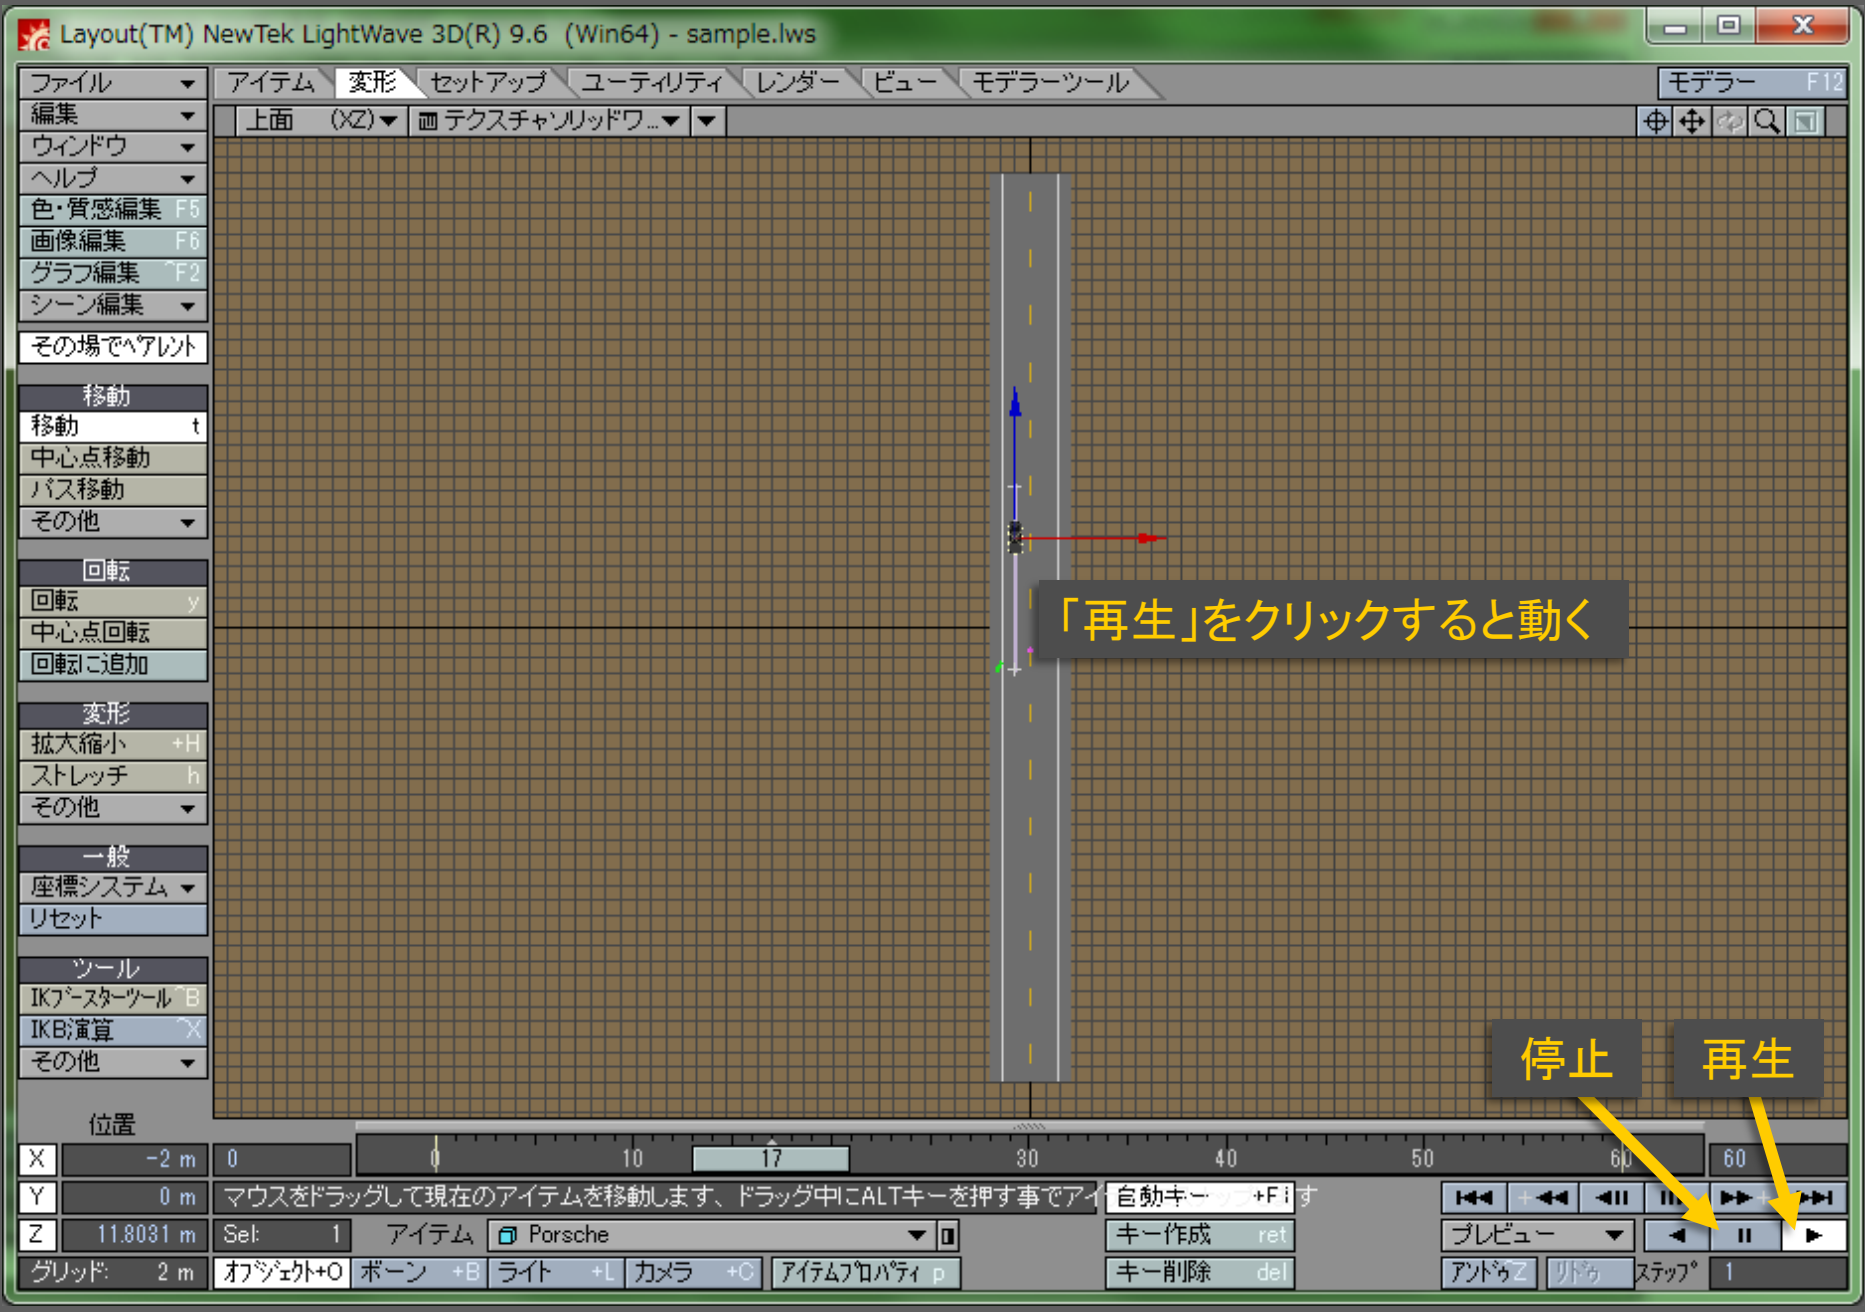 Layout(TM) NewTek LightWave 3D(R) 9.6 (Win64) - sample.lws
ファイル
アイテム 変形 セットアップ ユーティリティ レンダー ビュー モデラーツール
モデラー F12
編集
上面 (XZ) テクスチャソリッドワ...
ウィンドウ
ヘルプ
色・質感編集 F5
画像編集 F6
グラフ編集 ^F2
シーン編集
その場でペアレント
移動
移動 t
中心点移動
パス移動
その他
回転
回転 y
中心点回転
回転に追加
変形
拡大縮小 +H
ストレッチ h
その他
一般
座標システム
リセット
ツール
IKブースターツール ^B
IKB演算 ^X
その他
「再生」をクリックすると動く
停止 再生
位置
X -2 m 0 0 10 17 30 40 50 60 60
Y 0 m マウスをドラッグして現在のアイテムを移動します、ドラッグ中にALTキーを押す事でアイ
自動キー +F1 す
Z 11.8031 m Sel: 1 アイテム Porsche
キー作成 ret
プレビュー
グリッド: 2 m オブジェクト+O ボーン +B ライト +L カメラ +C アイテムプロパティ p
キー削除 del
アンドゥ Z リドゥ ステップ 1